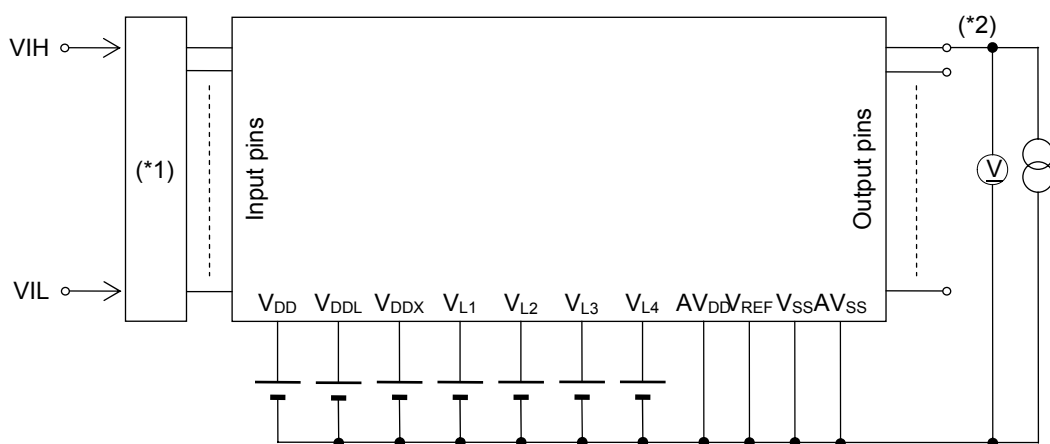 (*2)
VIH
(*1)
Input pins
Output pins
V
VIL
VDD VDDL VDDX VL1 VL2 VL3 VL4 AVDD VREF VSS AVSS